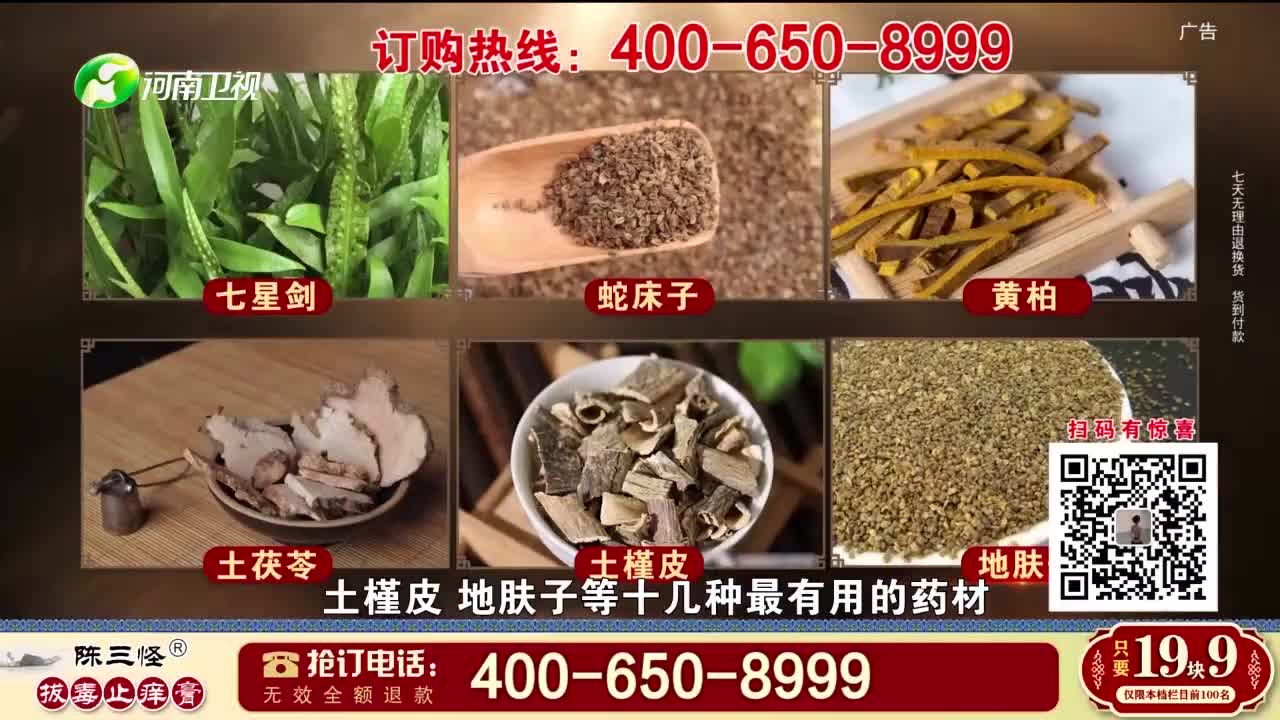 订购热线：400-650-8999
广告
河南卫视
七天无理由退换货 货到付款
七星剑
蛇床子
黄柏
扫码有惊喜
土茯苓
土槿皮
地肤
土槿皮 地肤子等十几种最有用的药材
陈三怪®
拔毒止痒膏
抢订电话：
无效全额退款
400-650-8999
只要19块9
仅限本档栏目前100名